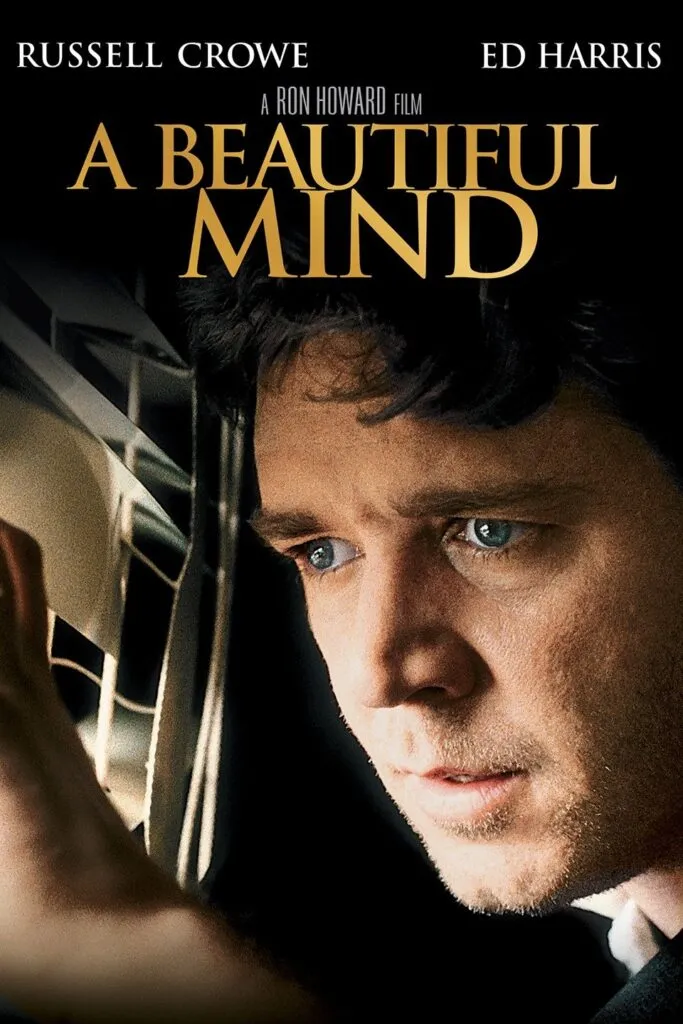 RUSSELL CROWE ED HARRIS
A RON HOWARD FILM
A BEAUTIFUL
MIND